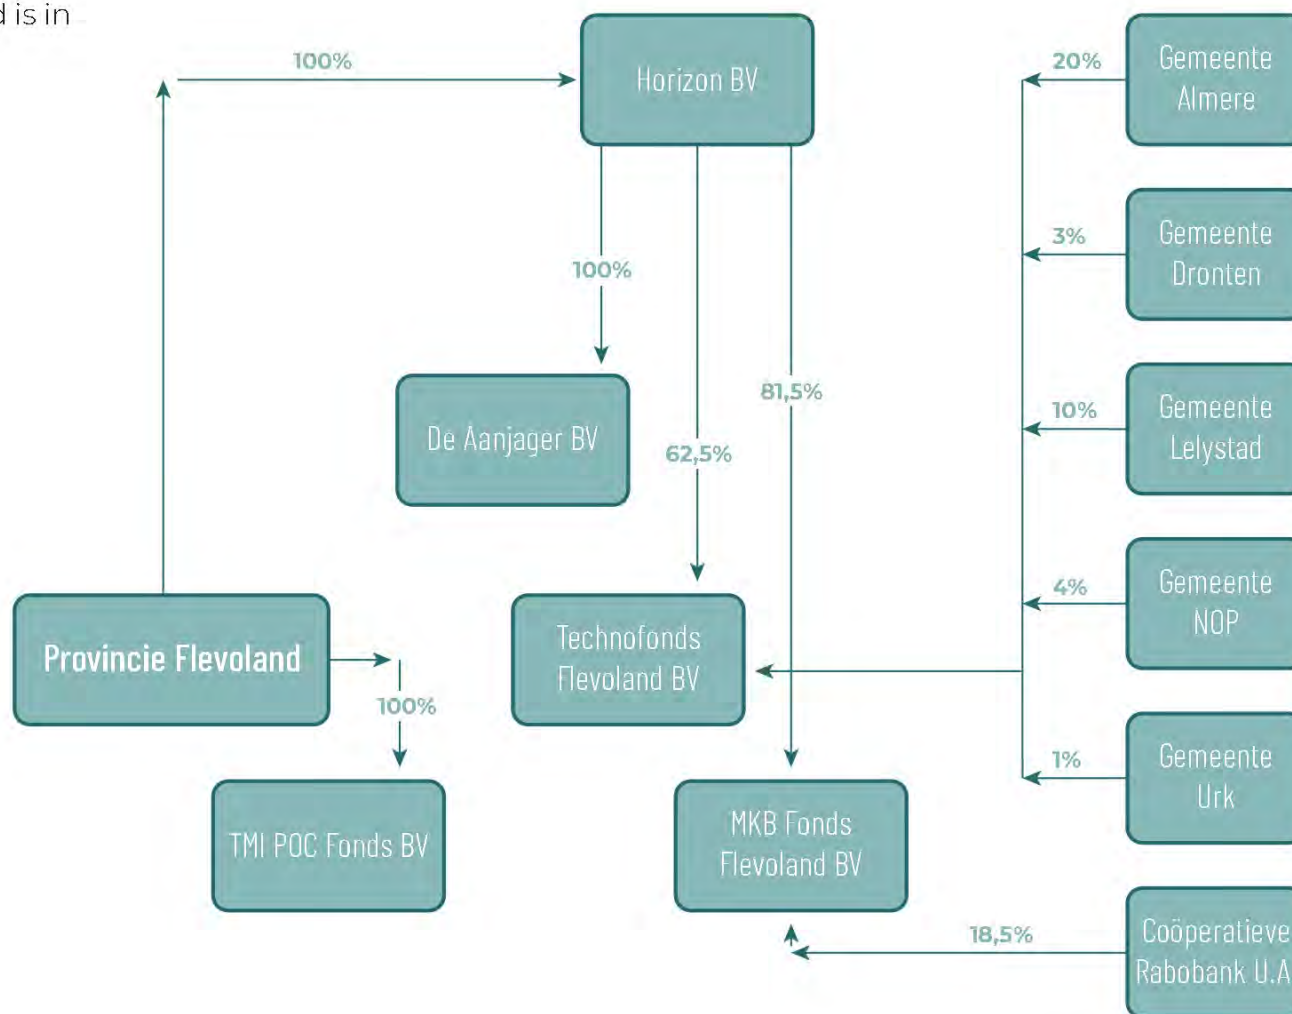 d is in
100%
Horizon BV
20%
Gemeente
Almere
3%
Gemeente
Dronten
100%
81,5%
10%
Gemeente
Lelystad
De Aanjager BV
62,5%
4%
Gemeente
NOP
Provincie Flevoland
Technofonds
Flevoland BV
100%
1%
Gemeente
Urk
TMI POC Fonds BV
MKB Fonds
Flevoland BV
18,5%
Coöperatieve
Rabobank U.A